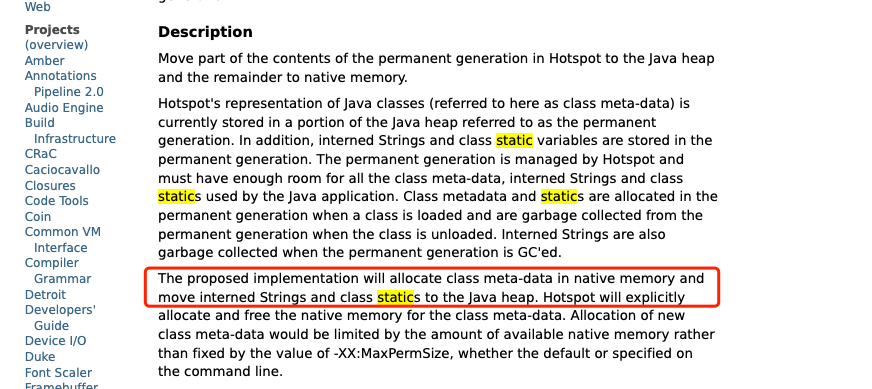 Web
Projects
(overview)
Amber
Annotations
Pipeline 2.0
Audio Engine
Build
Infrastructure
CRaC
Caciocavallo
Closures
Code Tools
Coin
Common VM
Interface
Compiler
Grammar
Detroit
Developers'
Guide
Device I/O
Duke
Font Scaler
Framebuffer
Description
Move part of the contents of the permanent generation in Hotspot to the Java heap
and the remainder to native memory.
Hotspot's representation of Java classes (referred to here as class meta-data) is
currently stored in a portion of the Java heap referred to as the permanent
generation. In addition, interned Strings and class static variables are stored in the
permanent generation. The permanent generation is managed by Hotspot and
must have enough room for all the class meta-data, interned Strings and class
statics used by the Java application. Class metadata and statics are allocated in the
permanent generation when a class is loaded and are garbage collected from the
permanent generation when the class is unloaded. Interned Strings are also
garbage collected when the permanent generation is GC'ed.
The proposed implementation will allocate class meta-data in native memory and
move interned Strings and class statics to the Java heap. Hotspot will explicitly
allocate and free the native memory for the class meta-data. Allocation of new
class meta-data would be limited by the amount of available native memory rather
than fixed by the value of -XX:MaxPermSize, whether the default or specified on
the command line.